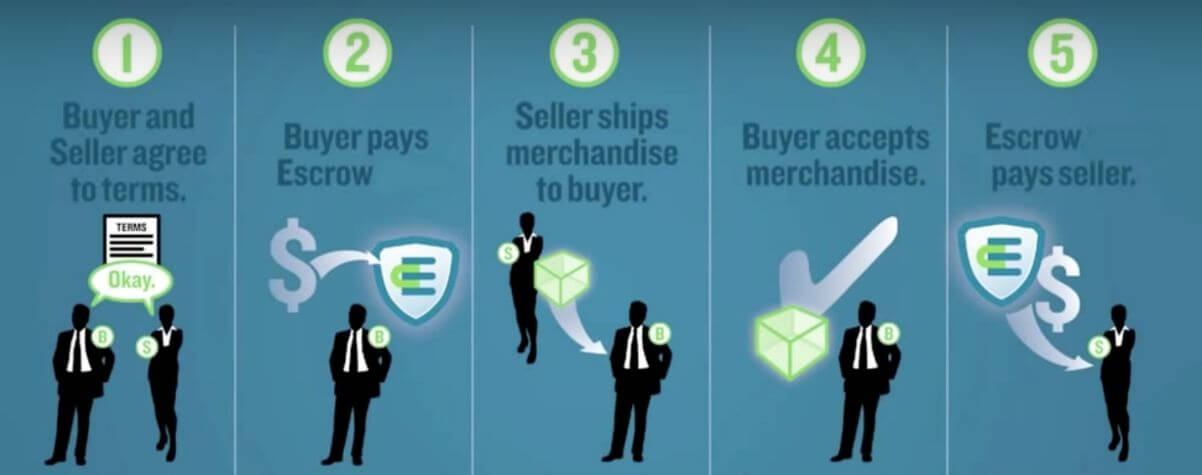 1
Buyer and
Seller agree
to terms.
TERMS
Okay.
B
S
2
Buyer pays
Escrow
$
E
B
3
Seller ships
merchandise
to buyer.
S
B
4
Buyer accepts
merchandise.
B
5
Escrow
pays seller.
E
$
S